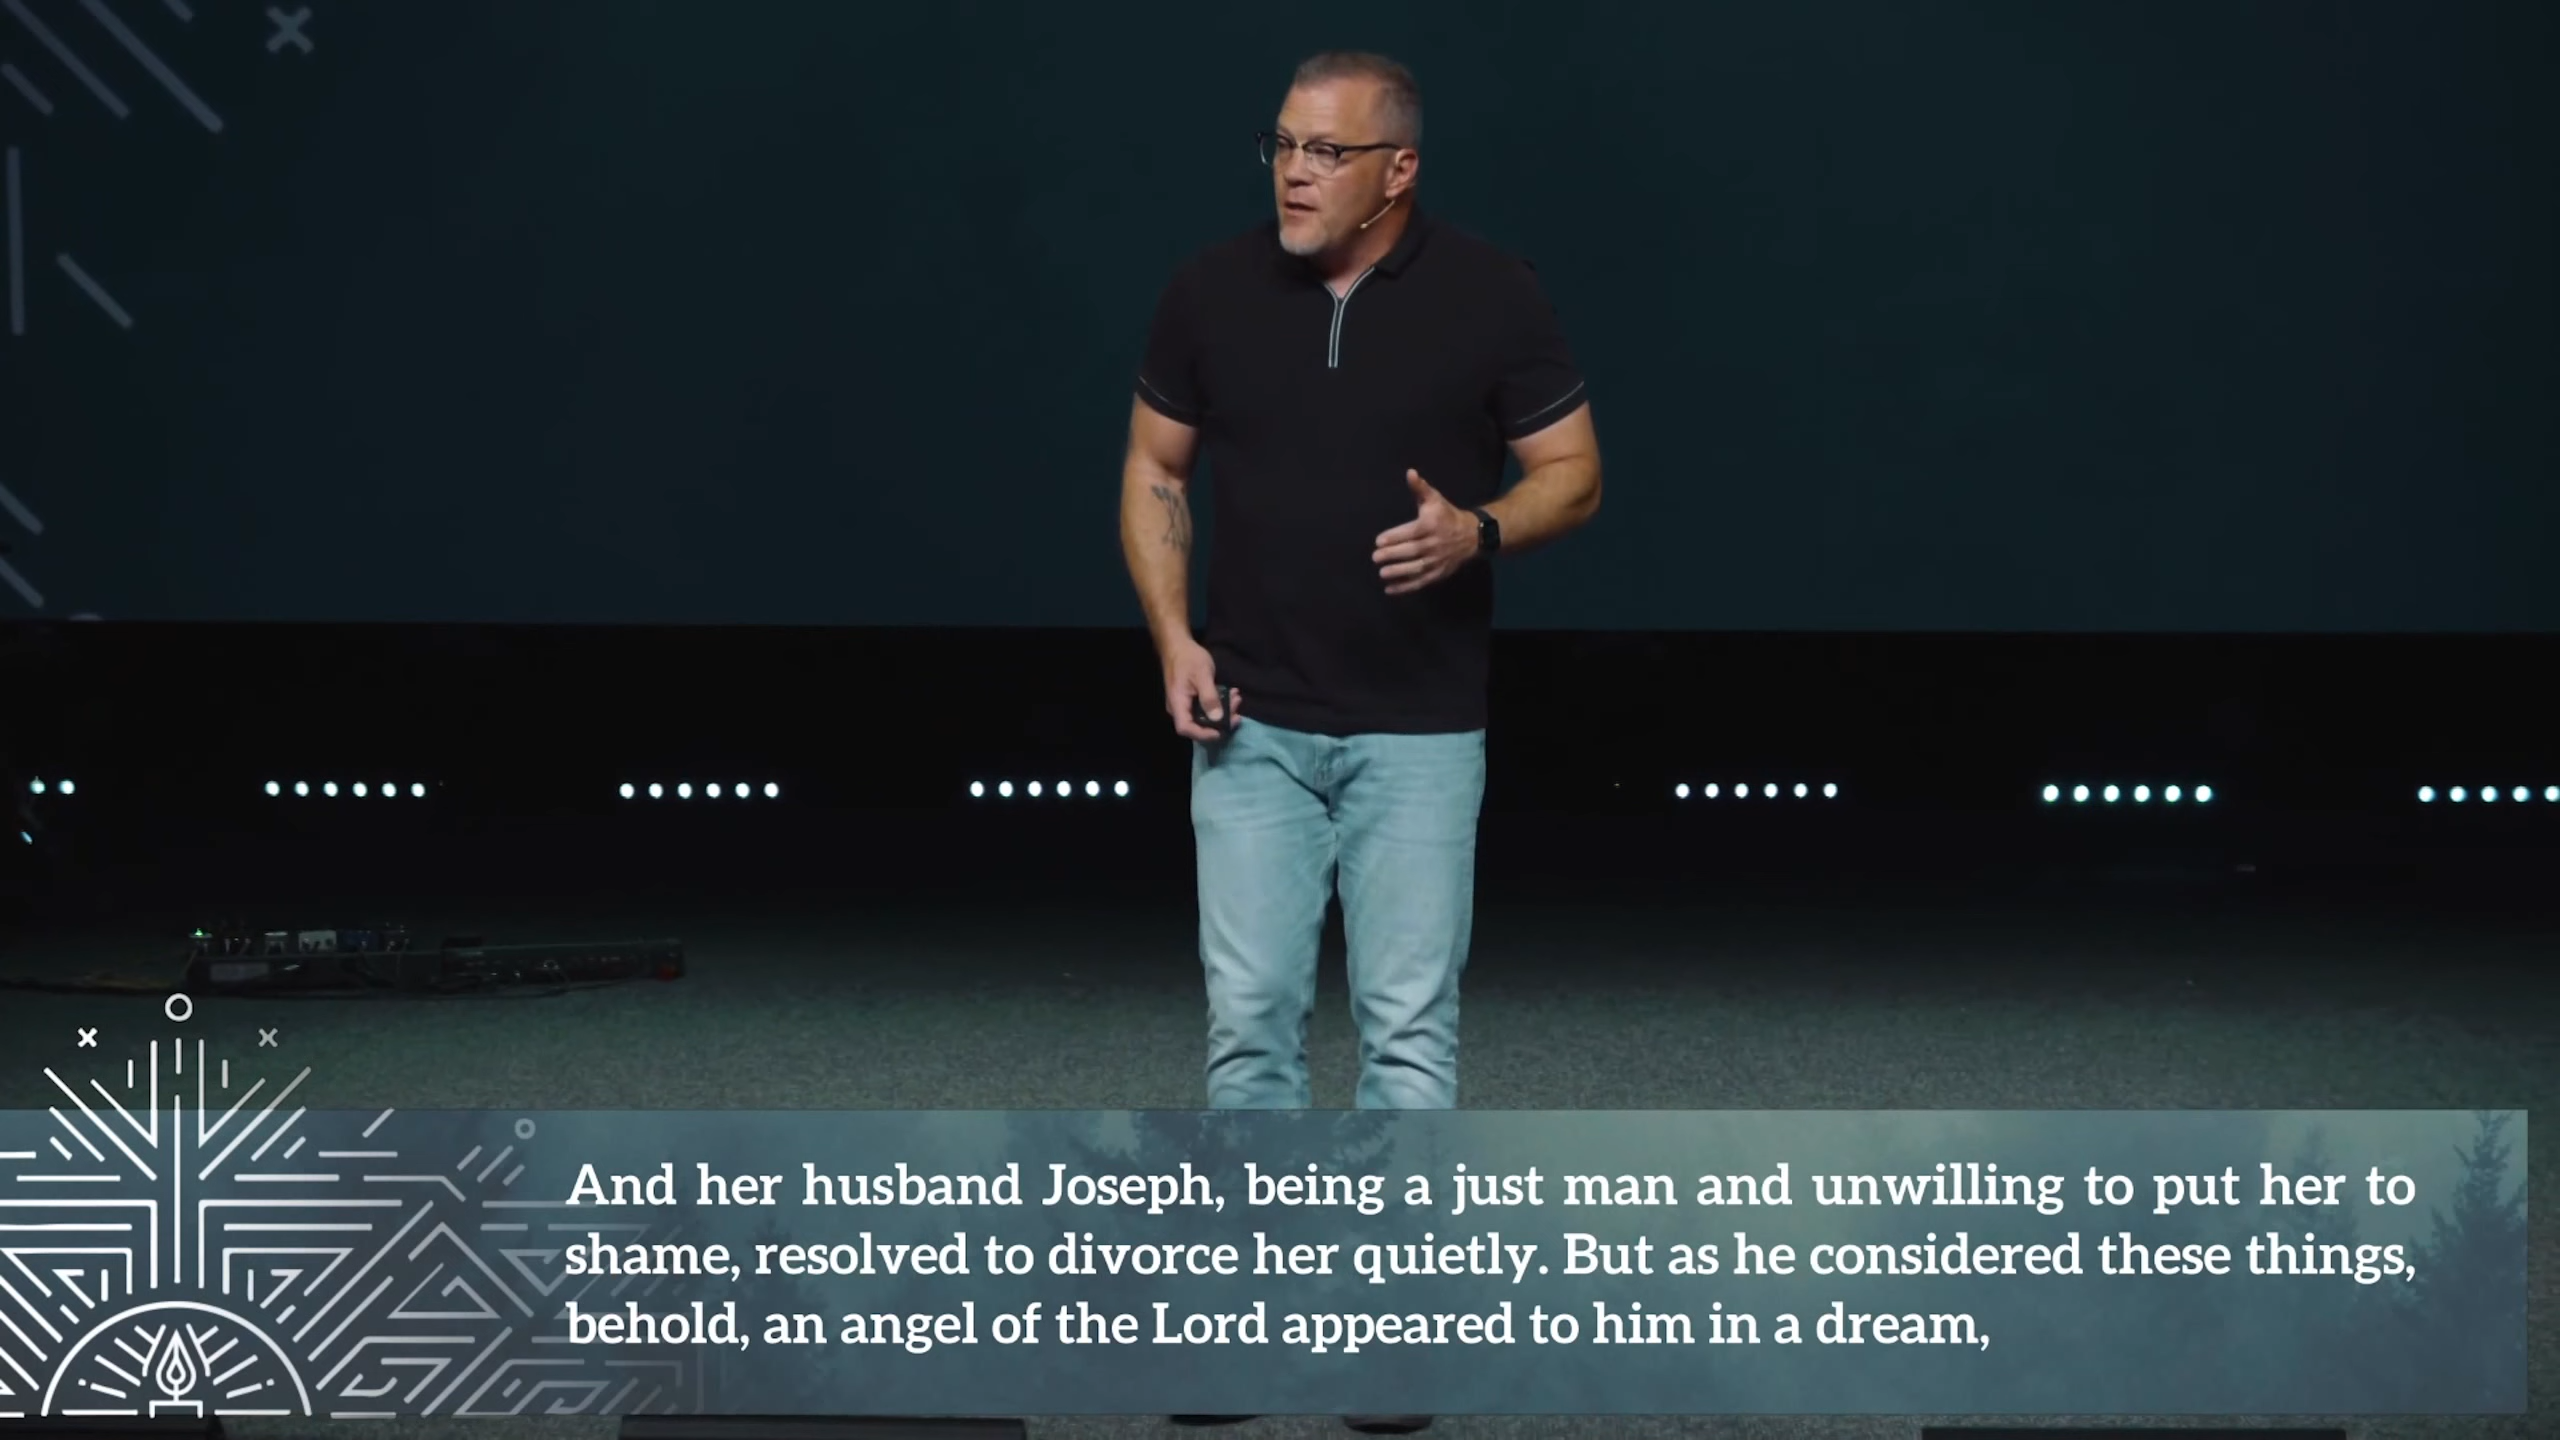 And her husband Joseph, being a just man and unwilling to put her to
shame, resolved to divorce her quietly. But as he considered these things,
behold, an angel of the Lord appeared to him in a dream,